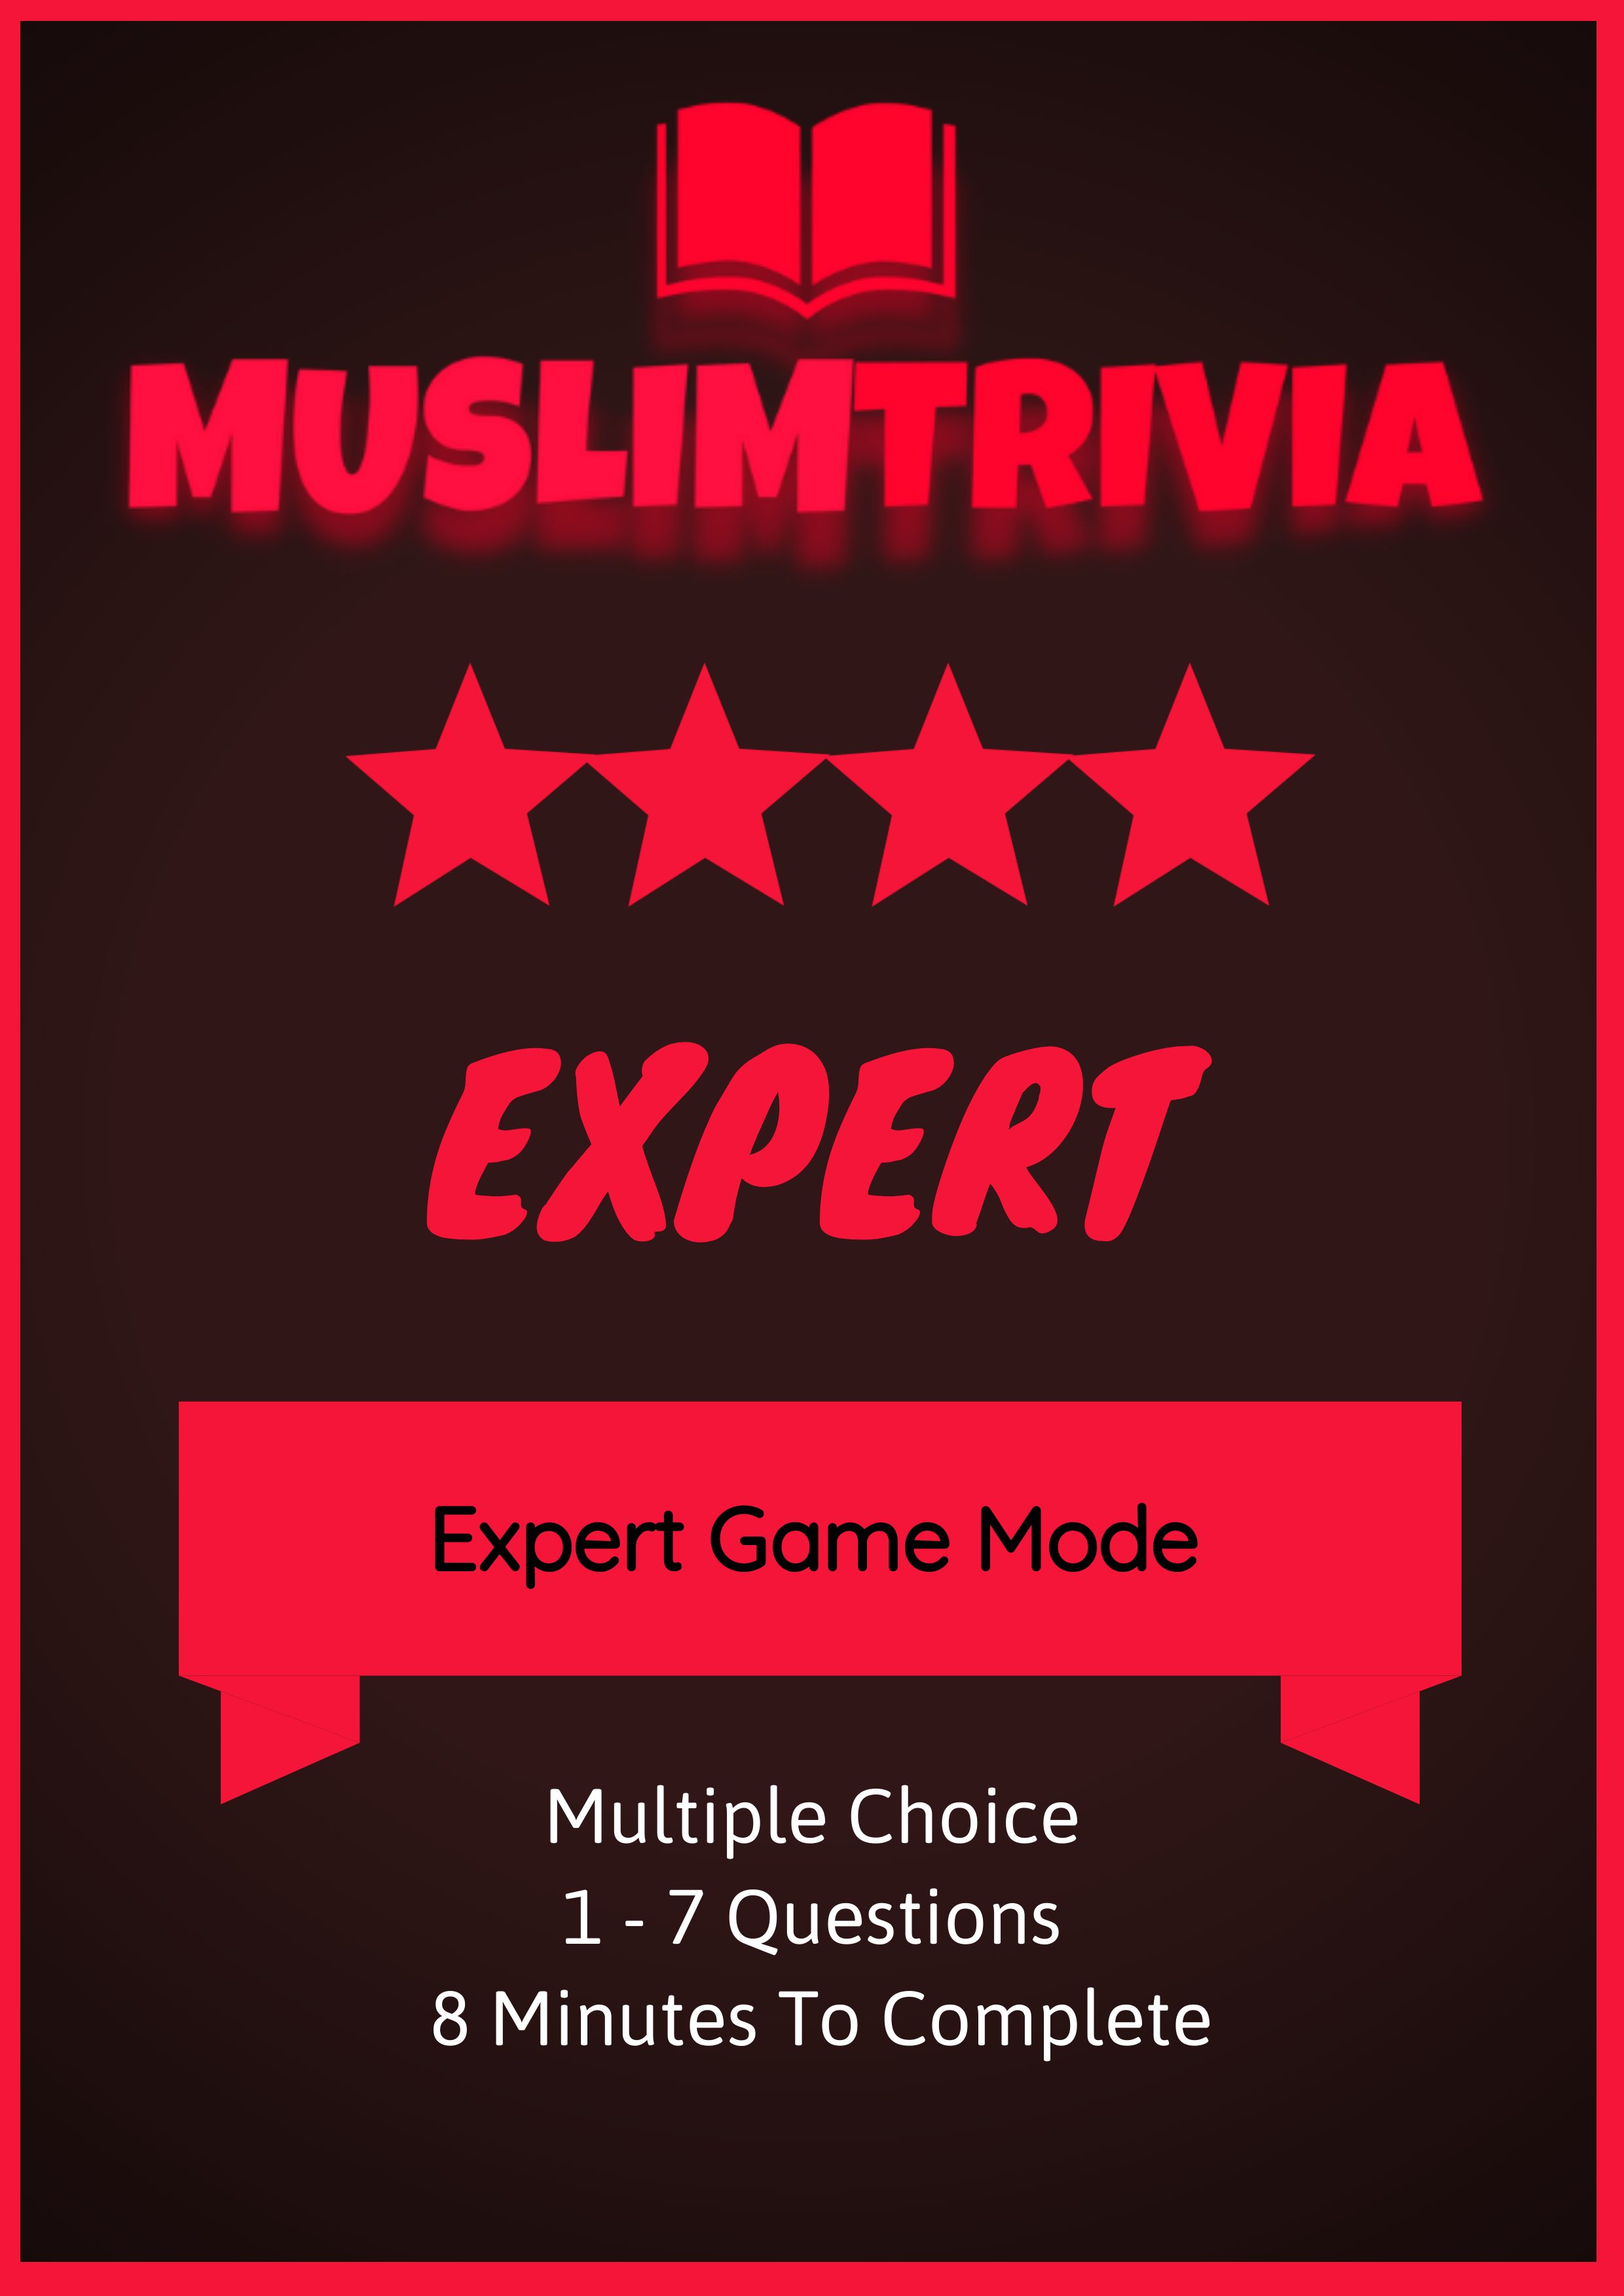 MUSLIMTRIVIA
EXPERT
Expert Game Mode
Multiple Choice
1 - 7 Questions
8 Minutes To Complete